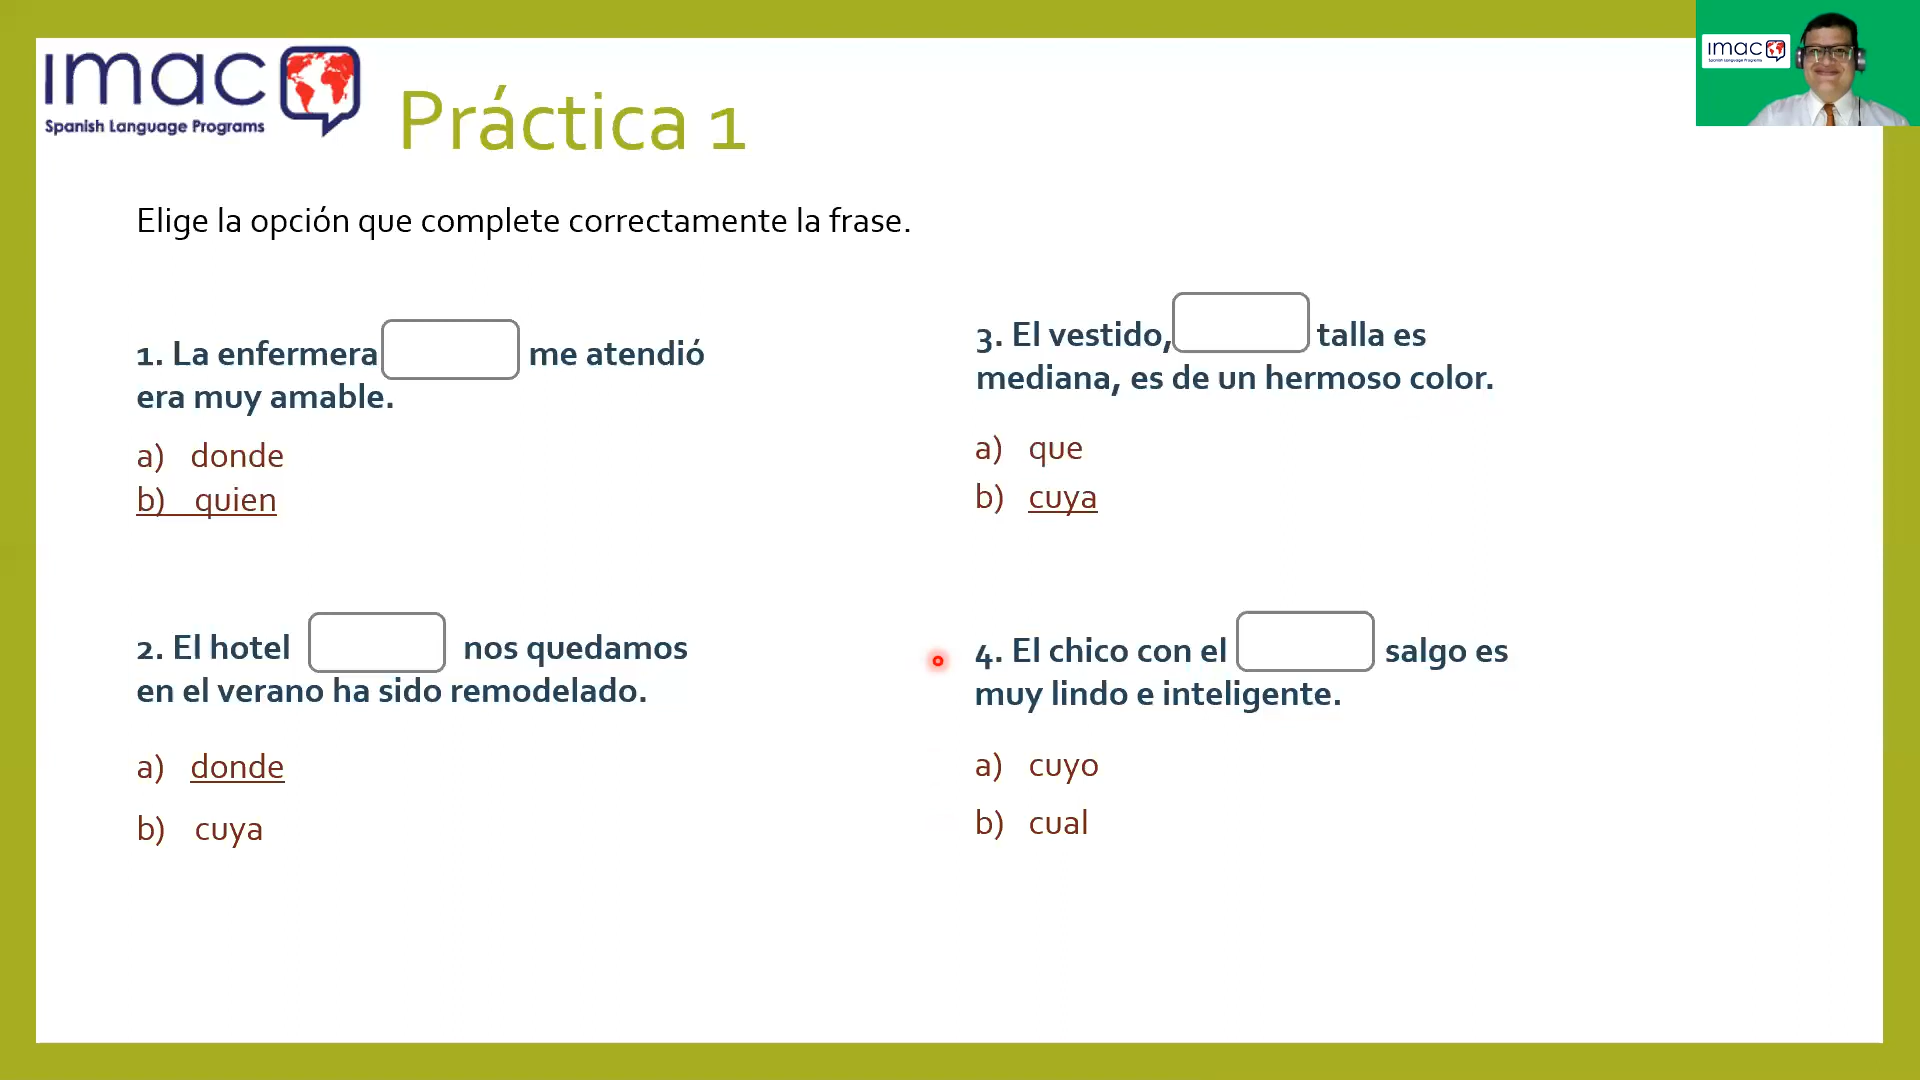 imac
Spanish Language Programs
Práctica 1
imac
Spanish Language Programs
Elige la opción que complete correctamente la frase.
1. La enfermera me atendió
era muy amable.
a) donde
b) quien
2. El hotel nos quedamos
en el verano ha sido remodelado.
a) donde
b) cuya
3. El vestido, talla es
mediana, es de un hermoso color.
a) que
b) cuya
4. El chico con el salgo es
muy lindo e inteligente.
a) cuyo
b) cual